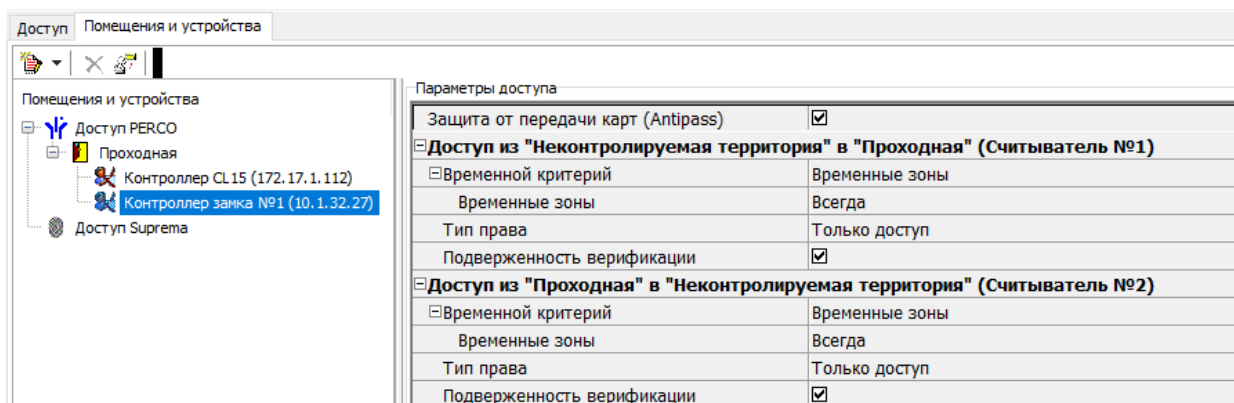 Доступ Помещения и устройства
Помещения и устройства
Доступ PERCO
Проходная
Контроллер CL15 (172.17.1.112)
Контроллер замка №1 (10.1.32.27)
Доступ Suprema
Параметры доступа
Защита от передачи карт (Antipass)
Доступ из "Неконтролируемая территория" в "Проходная" (Считыватель №1)
Временной критерий Временные зоны
Временные зоны Всегда
Тип права Только доступ
Подверженность верификации
Доступ из "Проходная" в "Неконтролируемая территория" (Считыватель №2)
Временной критерий Временные зоны
Временные зоны Всегда
Тип права Только доступ
Подверженность верификации